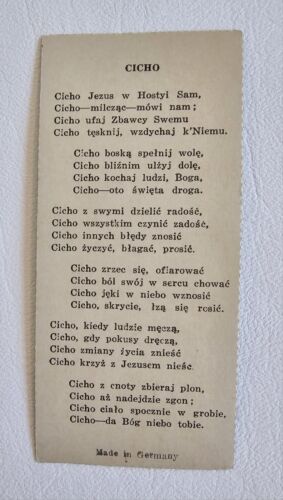 CICHO
Cicho Jezus w Hostyi Sam,
Cicho—milcząc—mówi nam;
Cicho ufaj Zbawcy Swemu
Cicho tęsknij, wzdychaj k'Niemu.
Cicho boską spełnij wolę,
Cicho bliźnim ulżyj dolę,
Cicho kochaj ludzi, Boga,
Cicho—oto święta droga.
Cicho z swymi dzielić radość,
Cicho wszystkim czynić zadość,
Cicho innych błędy znosić
Cicho życzyć, błagać, prosić.
Cicho zrzec się, ofiarować
Cicho ból swój w sercu chować
Cicho jęki w niebo wznosić
Cicho, skrycie, łzą się rosić.
Cicho, kiedy ludzie męczą,
Cicho, gdy pokusy dręczą,
Cicho zmiany życia znieść
Cicho krzyż z Jezusem nieść.
Cicho z cnoty zbieraj plon,
Cicho aż nadejdzie zgon;
Cicho ciało spocznie w grobie,
Cicho—da Bóg niebo tobie.
Made in Germany